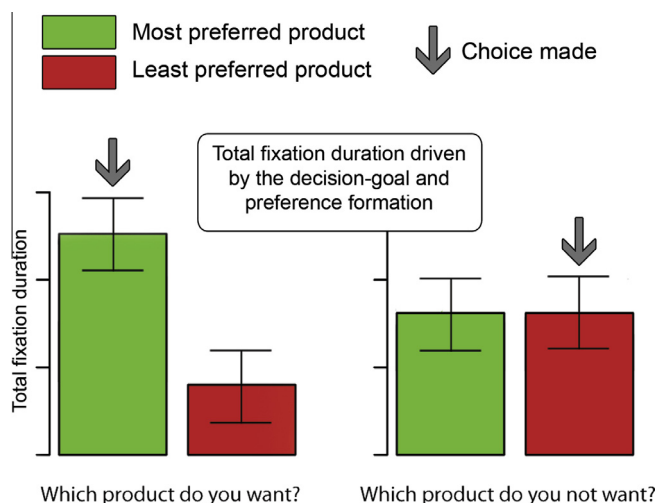 Most preferred product
Least preferred product
Choice made
Total fixation duration driven
by the decision-goal and
preference formation
Total fixation duration
Which product do you want?
Which product do you not want?